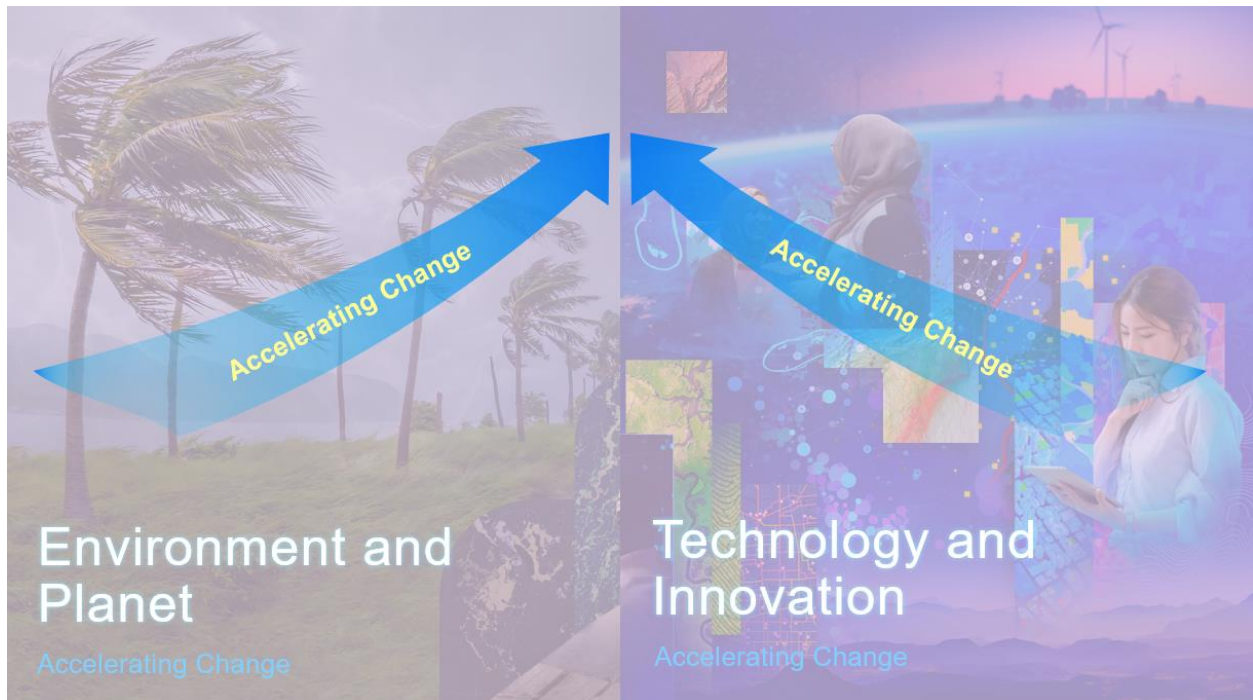 Accelerating Change
Environment and
Planet
Accelerating Change
Accelerating Change
Technology and
Innovation
Accelerating Change